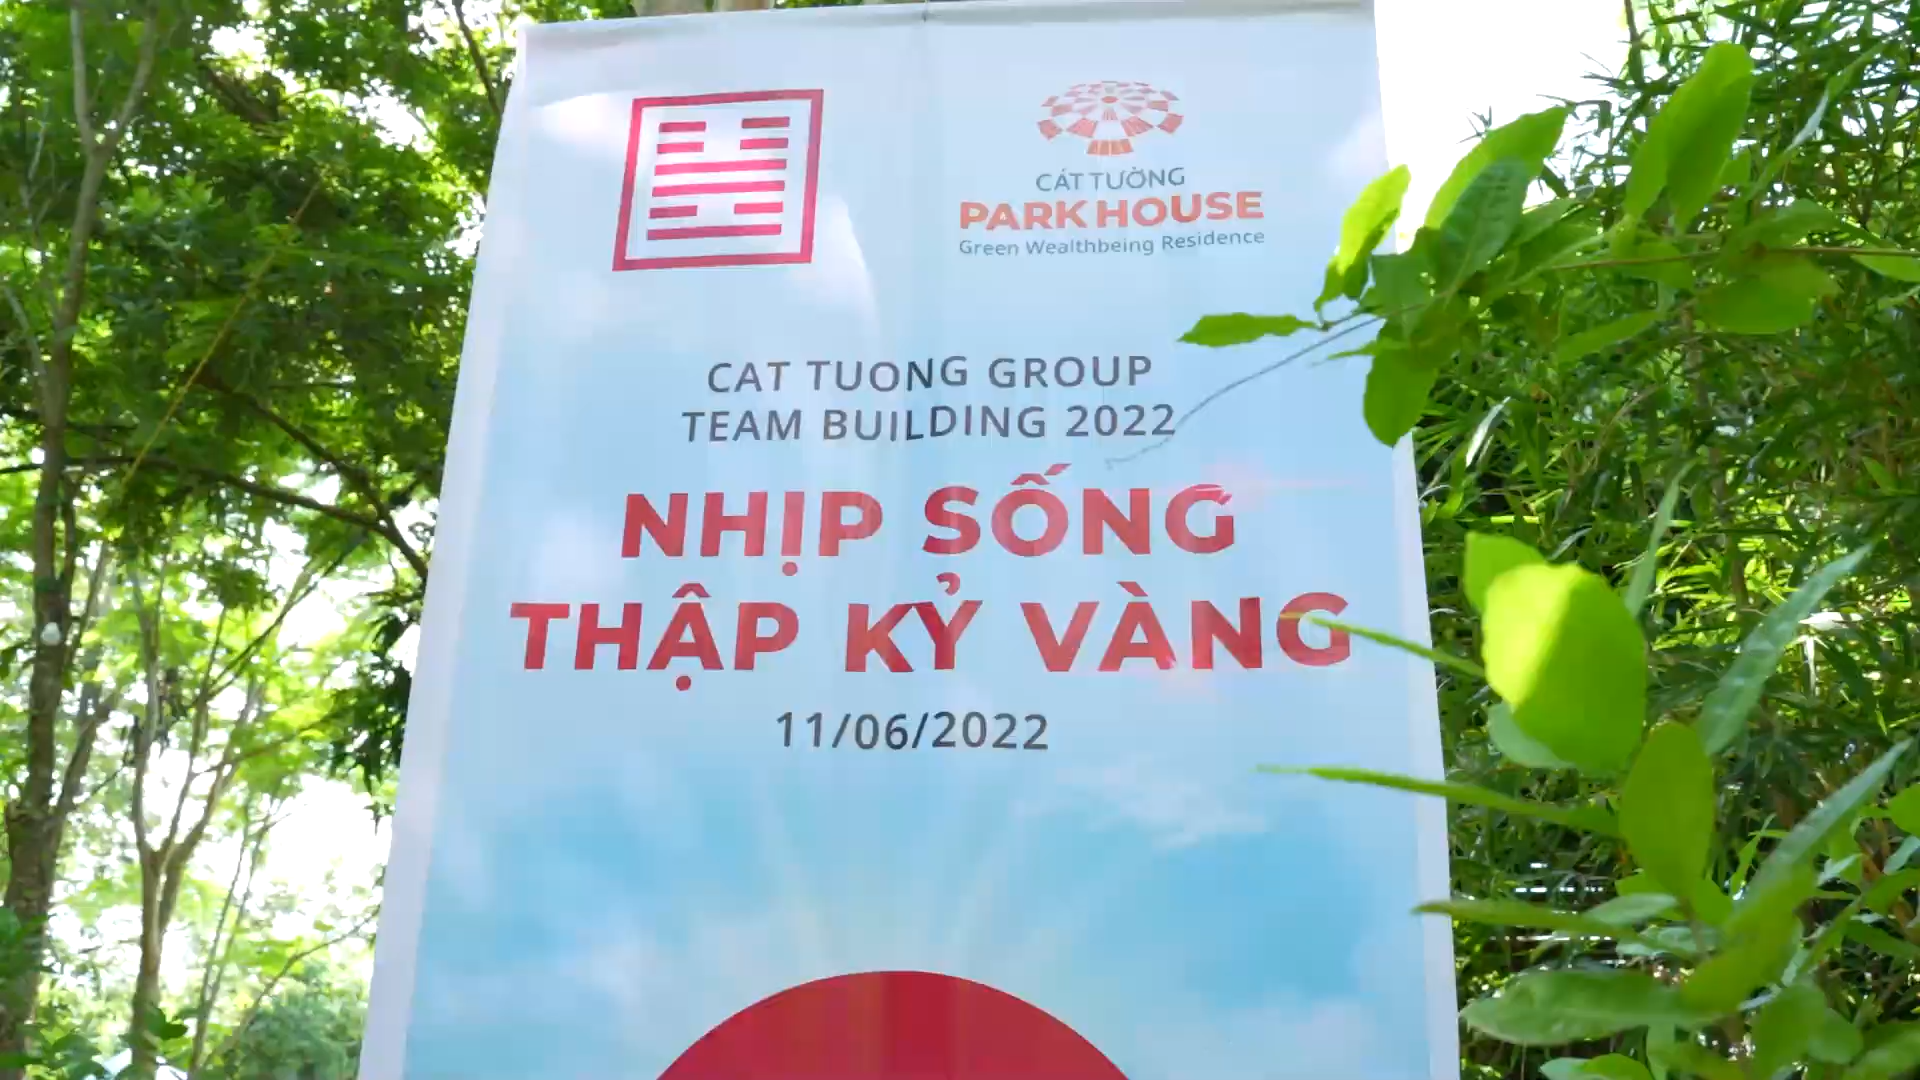 CÁT TƯỜNG
PARK HOUSE
Green Wealthbeing Residence
CAT TUONG GROUP
TEAM BUILDING 2022
NHỊP SỐNG
THẬP KỶ VÀNG
11/06/2022